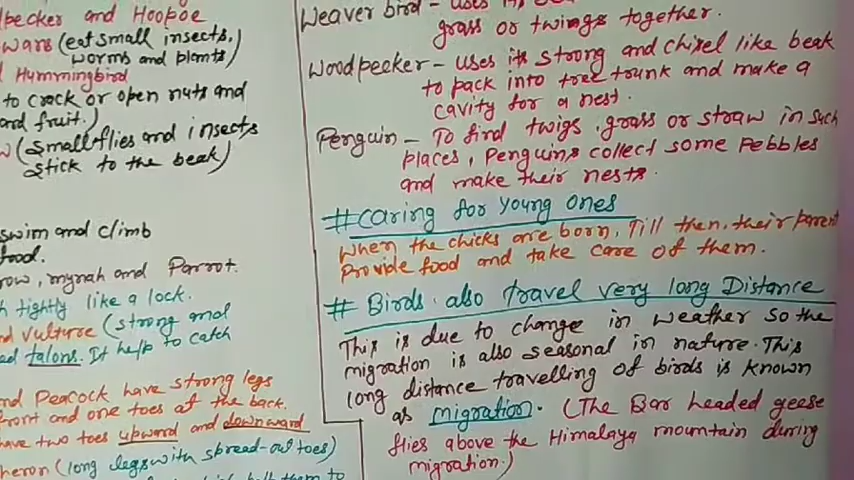 pecker and Hoopoe
wars (eat small insects,
worms and plants)
Hummingbird
to crack or open nuts and
and fruit.)
(small flies and insects
stick to the beak)
swim and climb
food.
row, mynah and Parrot.
h tightly like a lock.
nd vulture (strong and
ed talons. It help to catch
nd Peacock have strong legs
front and one toes at the back.
have two toes upward and downward
heron (long legs with spread-out toes)
Weaver bird - uses
grass or twings together.
Woodpecker - uses its strong and chisel like beak
to pack into tree trunk and make a
cavity for a nest.
Penguin - To find twigs, grass or straw in such
places, Penguins collect some Pebbles
and make their nests.
# Caring for young ones
When the chicks are born, Till then, their parent
Provide food and take care of them.
# Birds also travel very long Distance
This is due to change in weather so the
migration is also seasonal in nature. This
long distance travelling of birds is known
as migration. (The Bar headed geese
flies above the Himalaya mountain during
migration.)